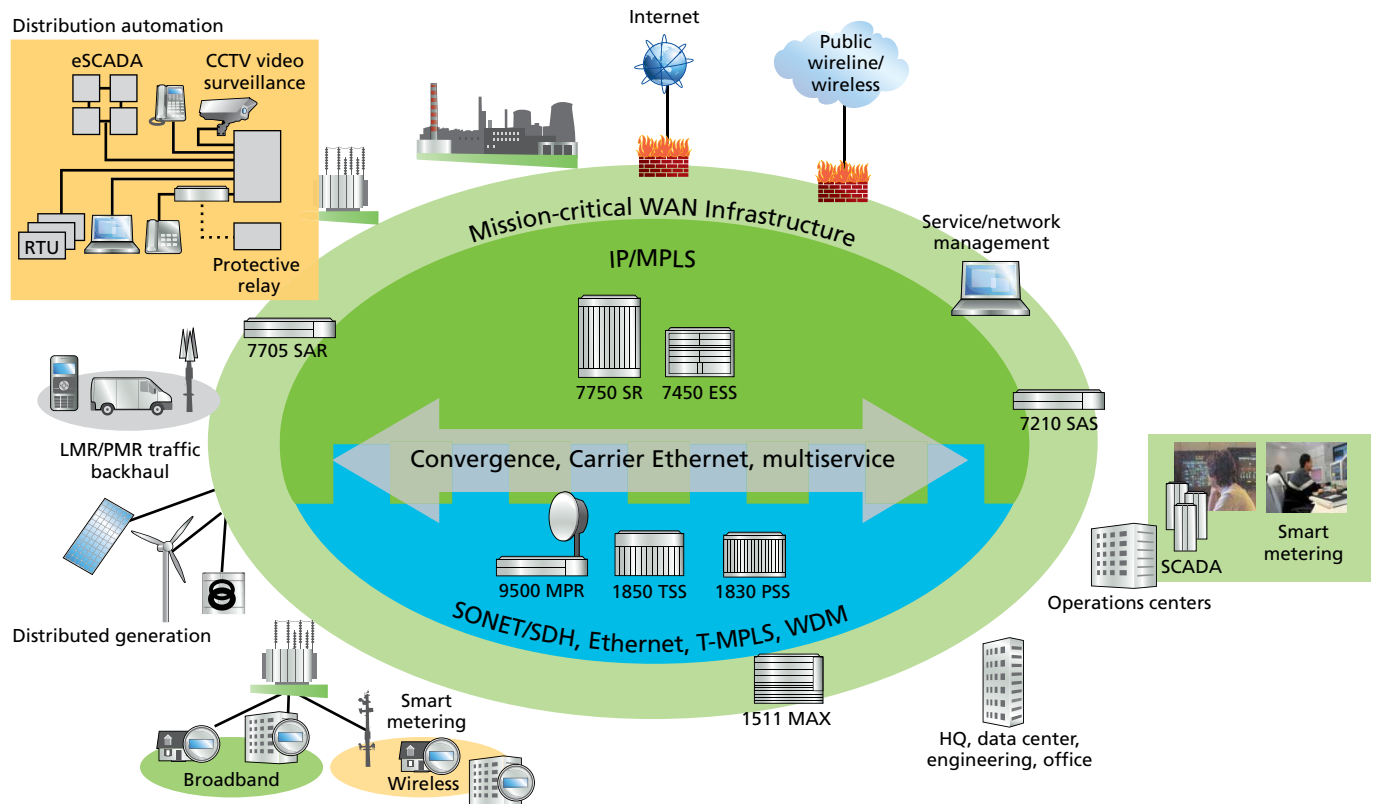 Distribution automation
eSCADA
CCTV video
surveillance
RTU
Protective
relay
Internet
Public
wireline/
wireless
Mission-critical WAN Infrastructure
IP/MPLS
Service/network
management
7705 SAR
7750 SR
7450 ESS
7210 SAS
LMR/PMR traffic
backhaul
Convergence, Carrier Ethernet, multiservice
9500 MPR
1850 TSS
1830 PSS
SONET/SDH, Ethernet, T-MPLS, WDM
1511 MAX
SCADA
Smart
metering
Operations centers
Distributed generation
Smart
metering
Broadband
Wireless
HQ, data center,
engineering, office